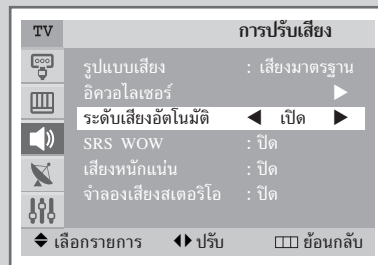 TV การปรับเสียง
รูปแบบเสียง : เสียงมาตรฐาน
อิควอไลเซอร์ ▶
ระดับเสียงอัตโนมัติ ◀ เปิด ▶
SRS WOW : ปิด
เสียงหนักแน่น : ปิด
จำลองเสียงสเตอริโอ : ปิด
เลือกรายการ ปรับ ย้อนกลับ